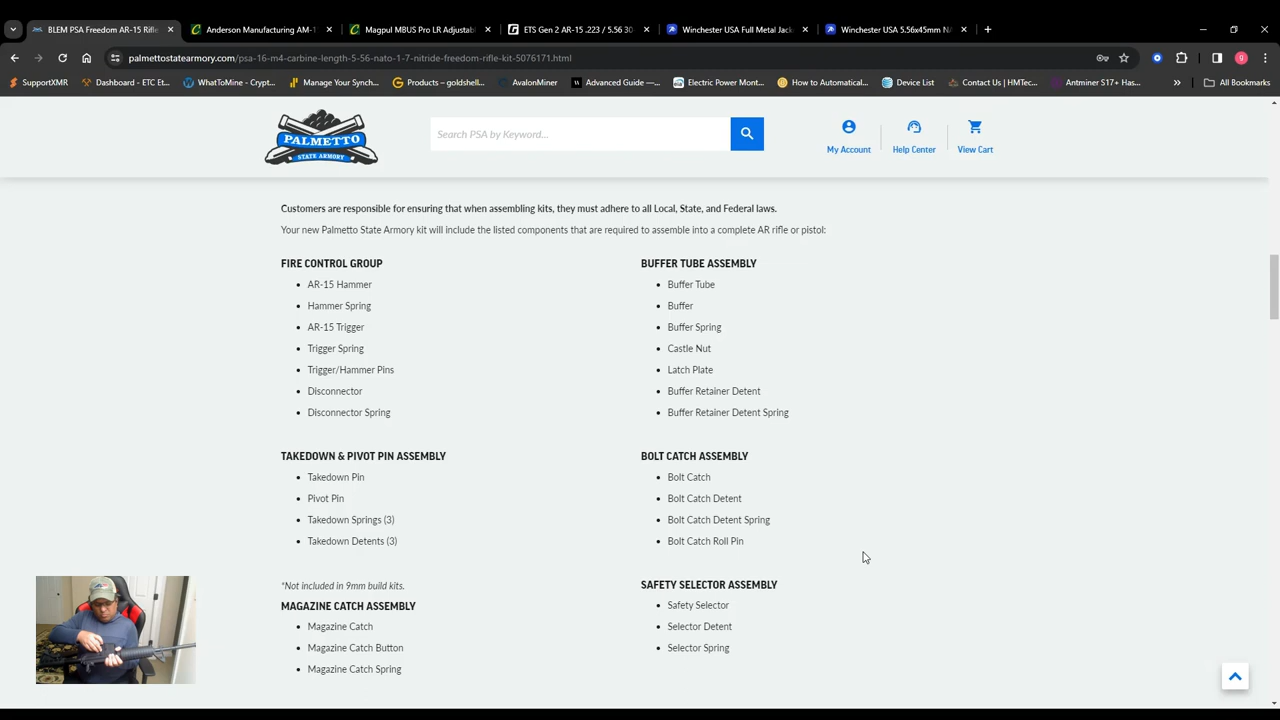 BLEM PSA Freedom AR-15 Rifle
Anderson Manufacturing AM-1
Magpul MBUS Pro LR Adjustabl
ETS Gen 2 AR-15 .223 / 5.56 30
Winchester USA Full Metal Jack
Winchester USA 5.56x45mm NA
palmettostatearmory.com/psa-16-m4-carbine-length-5-56-nato-1-7-nitride-freedom-rifle-kit-5076171.html
SupportXMR
Dashboard - ETC Et...
WhatToMine - Crypt...
Manage Your Synch...
Products – goldshell...
AvalonMiner
Advanced Guide —...
Electric Power Mont...
How to Automatical...
Device List
Contact Us | HMTec...
Antminer S17+ Has...
All Bookmarks
PALMETTO
STATE ARMORY
Search PSA by Keyword...
My Account
Help Center
View Cart
Customers are responsible for ensuring that when assembling kits, they must adhere to all Local, State, and Federal laws.
Your new Palmetto State Armory kit will include the listed components that are required to assemble into a complete AR rifle or pistol:
FIRE CONTROL GROUP
AR-15 Hammer
Hammer Spring
AR-15 Trigger
Trigger Spring
Trigger/Hammer Pins
Disconnector
Disconnector Spring
BUFFER TUBE ASSEMBLY
Buffer Tube
Buffer
Buffer Spring
Castle Nut
Latch Plate
Buffer Retainer Detent
Buffer Retainer Detent Spring
TAKEDOWN & PIVOT PIN ASSEMBLY
Takedown Pin
Pivot Pin
Takedown Springs (3)
Takedown Detents (3)
BOLT CATCH ASSEMBLY
Bolt Catch
Bolt Catch Detent
Bolt Catch Detent Spring
Bolt Catch Roll Pin
*Not included in 9mm build kits.
MAGAZINE CATCH ASSEMBLY
Magazine Catch
Magazine Catch Button
Magazine Catch Spring
SAFETY SELECTOR ASSEMBLY
Safety Selector
Selector Detent
Selector Spring